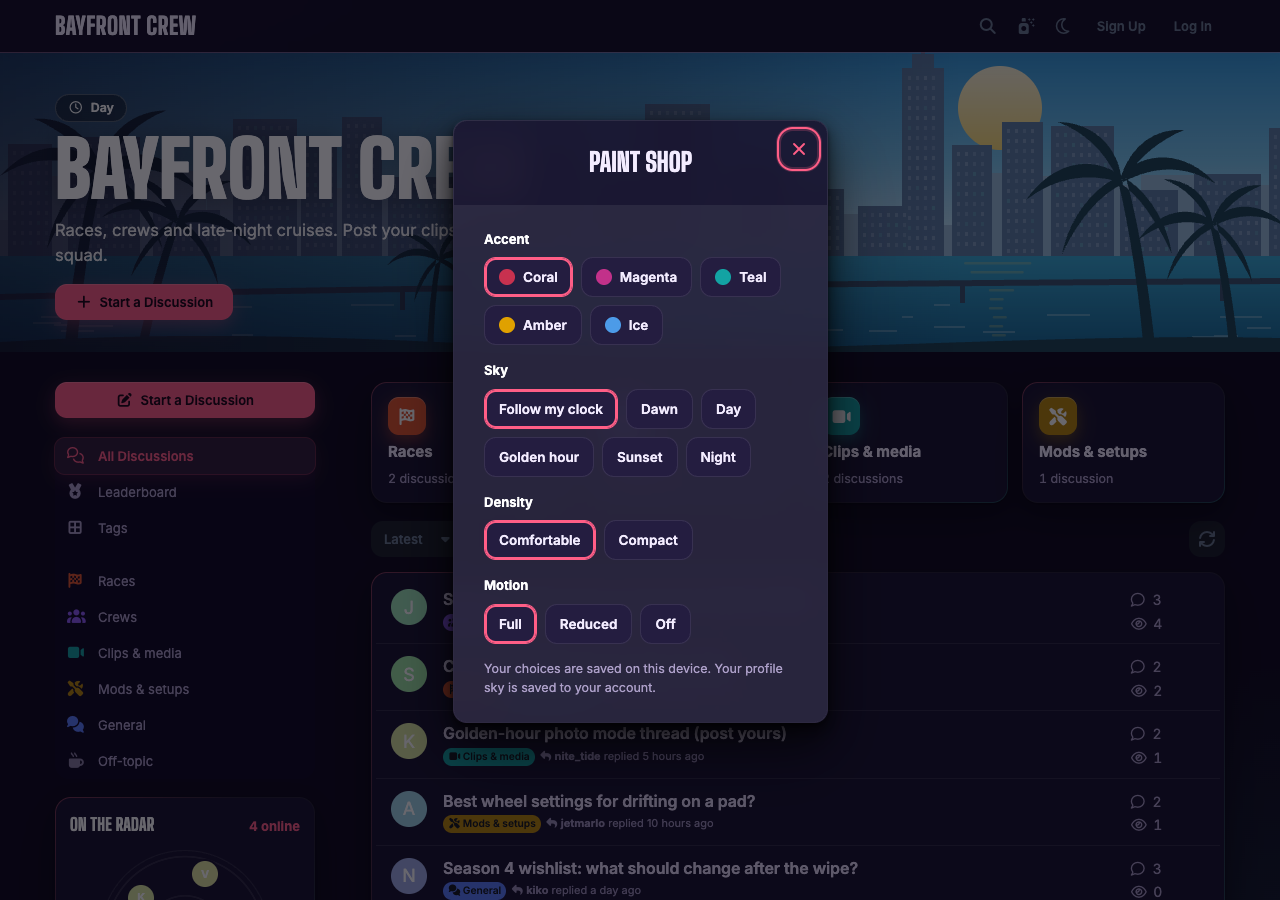 BAYFRONT CREW
Sign Up
Log In
Day
BAYFRONT CRE
Races, crews and late-night cruises. Post your clips
squad.
Start a Discussion
PAINT SHOP
Accent
Coral
Magenta
Teal
Amber
Ice
Sky
Follow my clock
Dawn
Day
Golden hour
Sunset
Night
Density
Comfortable
Compact
Motion
Full
Reduced
Off
Your choices are saved on this device. Your profile
sky is saved to your account.
Start a Discussion
All Discussions
Leaderboard
Tags
Races
Crews
Clips & media
Mods & setups
General
Off-topic
ON THE RADAR
4 online
V
K
Races
2 discussio
Clips & media
discussions
Mods & setups
1 discussion
Latest
J
S
3
4
S
C
2
2
K
Golden-hour photo mode thread (post yours)
Clips & media nite_tide replied 5 hours ago
2
1
A
Best wheel settings for drifting on a pad?
Mods & setups jetmarlo replied 10 hours ago
2
1
N
Season 4 wishlist: what should change after the wipe?
General kiko replied a day ago
3
0